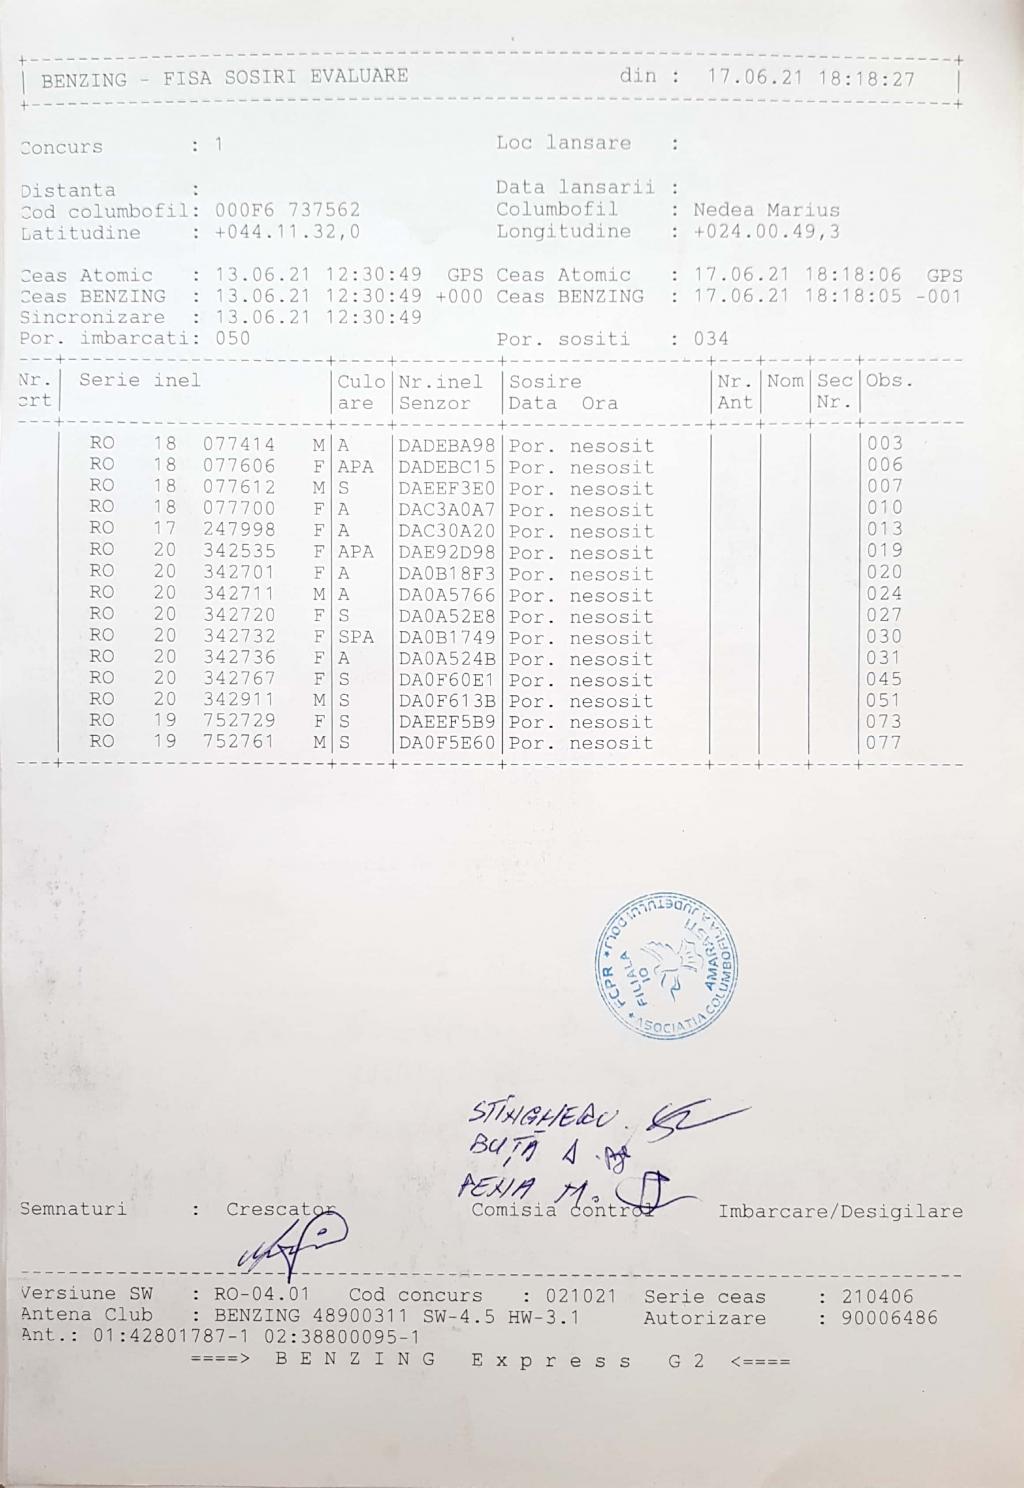 BENZING - FISA SOSIRI EVALUARE din : 17.06.21 18:18:27
Concurs : 1 Loc lansare :
Distanta : Data lansarii :
Cod columbofil: 000F6 737562 Columbofil : Nedea Marius
Latitudine : +044.11.32,0 Longitudine : +024.00.49,3
Ceas Atomic : 13.06.21 12:30:49 GPS Ceas Atomic : 17.06.21 18:18:06 GPS
Ceas BENZING : 13.06.21 12:30:49 +000 Ceas BENZING : 17.06.21 18:18:05 -001
Sincronizare : 13.06.21 12:30:49
Por. imbarcati: 050 Por. sositi : 034
Nr. Serie inel Culo Nr.inel Sosire Nr. Nom Sec Obs.
crt are Senzor Data Ora Ant Nr.
RO 18 077414 M A DADEBA98 Por. nesosit 003
RO 18 077606 F APA DADEBC15 Por. nesosit 006
RO 18 077612 M S DAEEF3E0 Por. nesosit 007
RO 18 077700 F A DAC3A0A7 Por. nesosit 010
RO 17 247998 F A DAC30A20 Por. nesosit 013
RO 20 342535 F APA DAE92D98 Por. nesosit 019
RO 20 342701 F A DA0B18F3 Por. nesosit 020
RO 20 342711 M A DA0A5766 Por. nesosit 024
RO 20 342720 F S DA0A52E8 Por. nesosit 027
RO 20 342732 F SPA DA0B1749 Por. nesosit 030
RO 20 342736 F A DA0A524B Por. nesosit 031
RO 20 342767 F S DA0F60E1 Por. nesosit 045
RO 20 342911 M S DA0F613B Por. nesosit 051
RO 19 752729 F S DAEEF5B9 Por. nesosit 073
RO 19 752761 M S DA0F5E60 Por. nesosit 077
FCPR * ASOCIATIA COLUMBOFILA A JUDETULUI DOLJ *
FILIALA 10 AMARASTI
STÎNGHERU.
BUȚĂ A.
PENA M.
Semnaturi : Crescator Comisia control Imbarcare/Desigilare
Versiune SW : RO-04.01 Cod concurs : 021021 Serie ceas : 210406
Antena Club : BENZING 48900311 SW-4.5 HW-3.1 Autorizare : 90006486
Ant.: 01:42801787-1 02:38800095-1
====> B E N Z I N G E x p r e s s G 2 <====